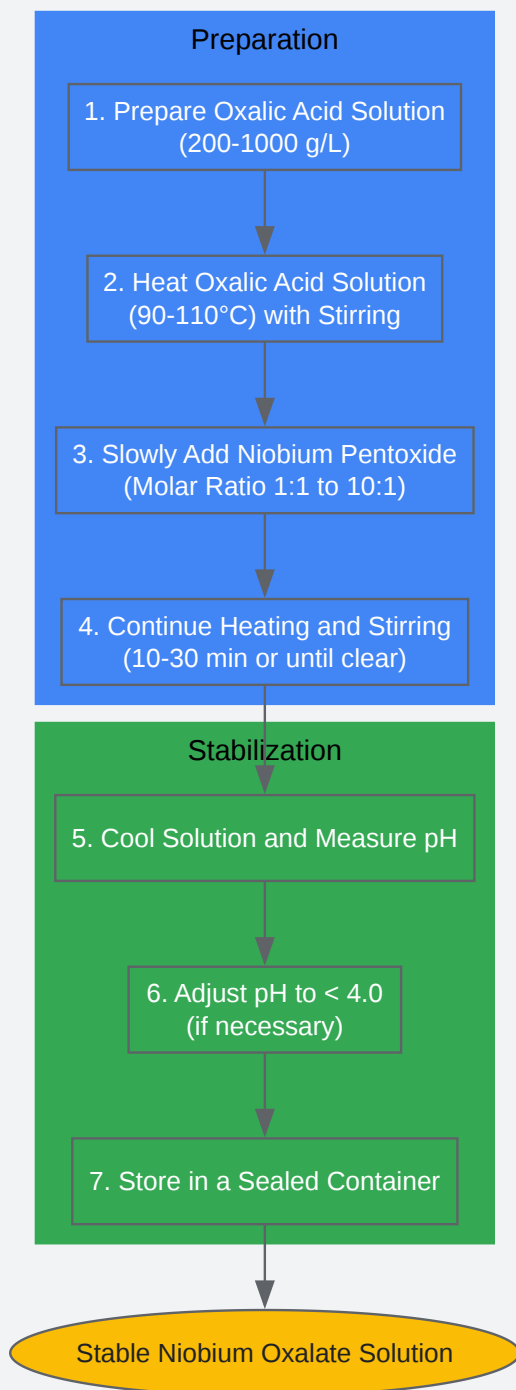 Preparation
1. Prepare Oxalic Acid Solution
(200-1000 g/L)
2. Heat Oxalic Acid Solution
(90-110°C) with Stirring
3. Slowly Add Niobium Pentoxide
(Molar Ratio 1:1 to 10:1)
4. Continue Heating and Stirring
(10-30 min or until clear)
Stabilization
5. Cool Solution and Measure pH
6. Adjust pH to < 4.0
(if necessary)
7. Store in a Sealed Container
Stable Niobium Oxalate Solution